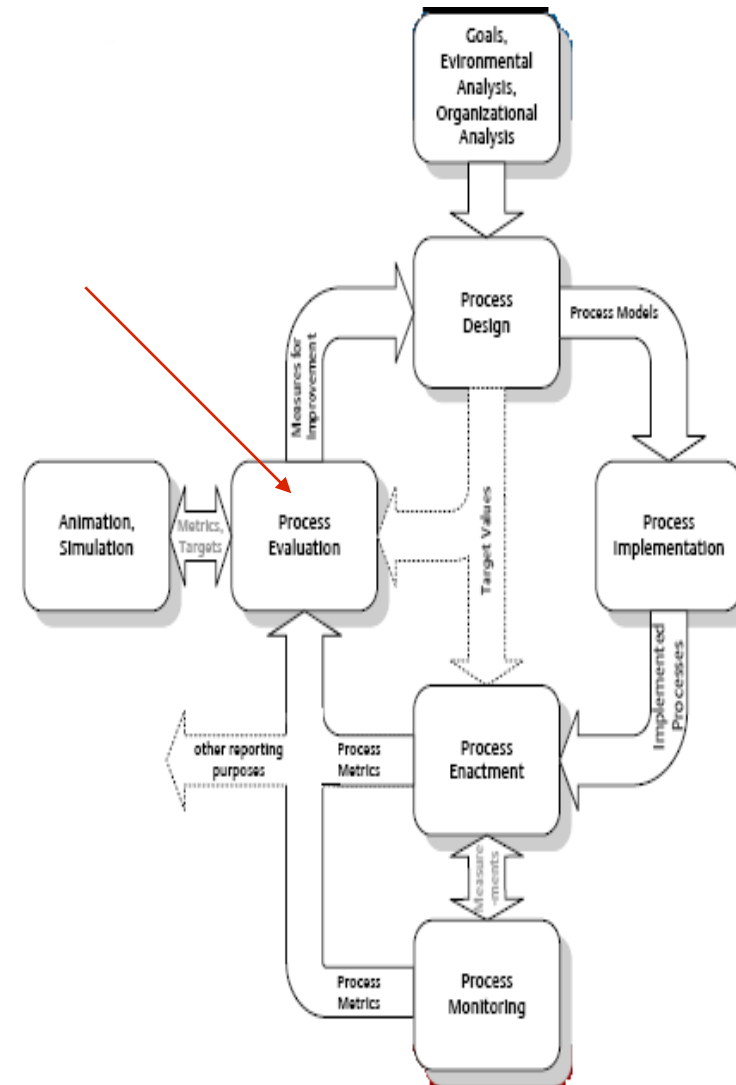 Goals,
Evironmental
Analysis,
Organizational
Analysis
Process
Design
Process Models
Measures for
Improvement
Animation,
Simulation
Metrics,
Targets
Process
Evaluation
Target Values
Process
Implementation
Implemented
Processes
other reporting
purposes
Process
Metrics
Process
Enactment
Measure
-ments
Process
Metrics
Process
Monitoring